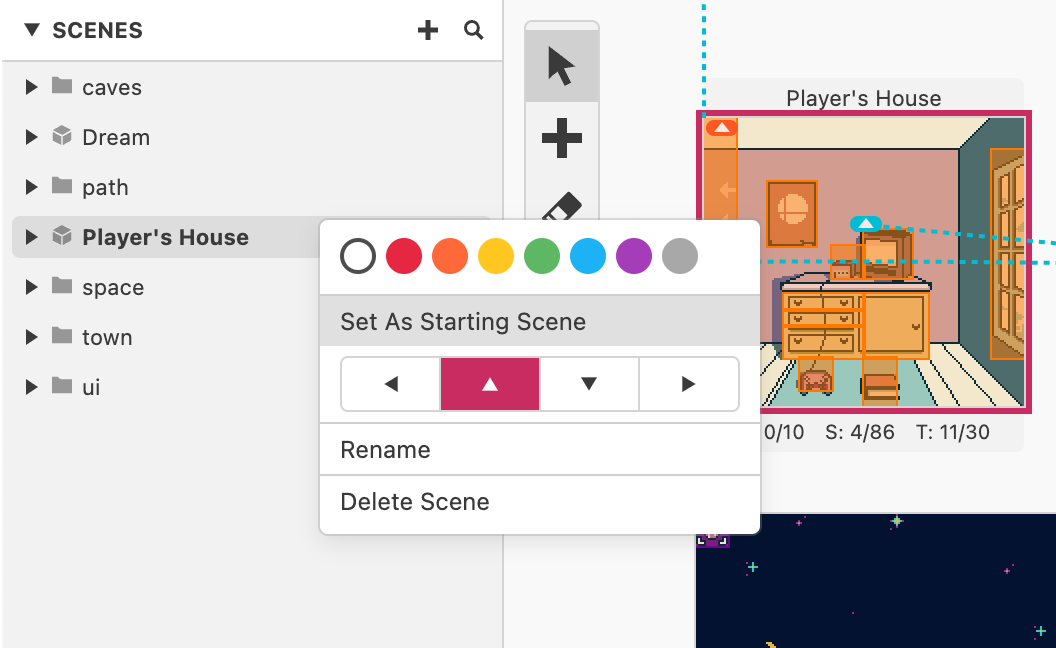 SCENES
caves
Dream
path
Player's House
space
town
ui
Set As Starting Scene
Rename
Delete Scene
Player's House
0/10 S: 4/86 T: 11/30